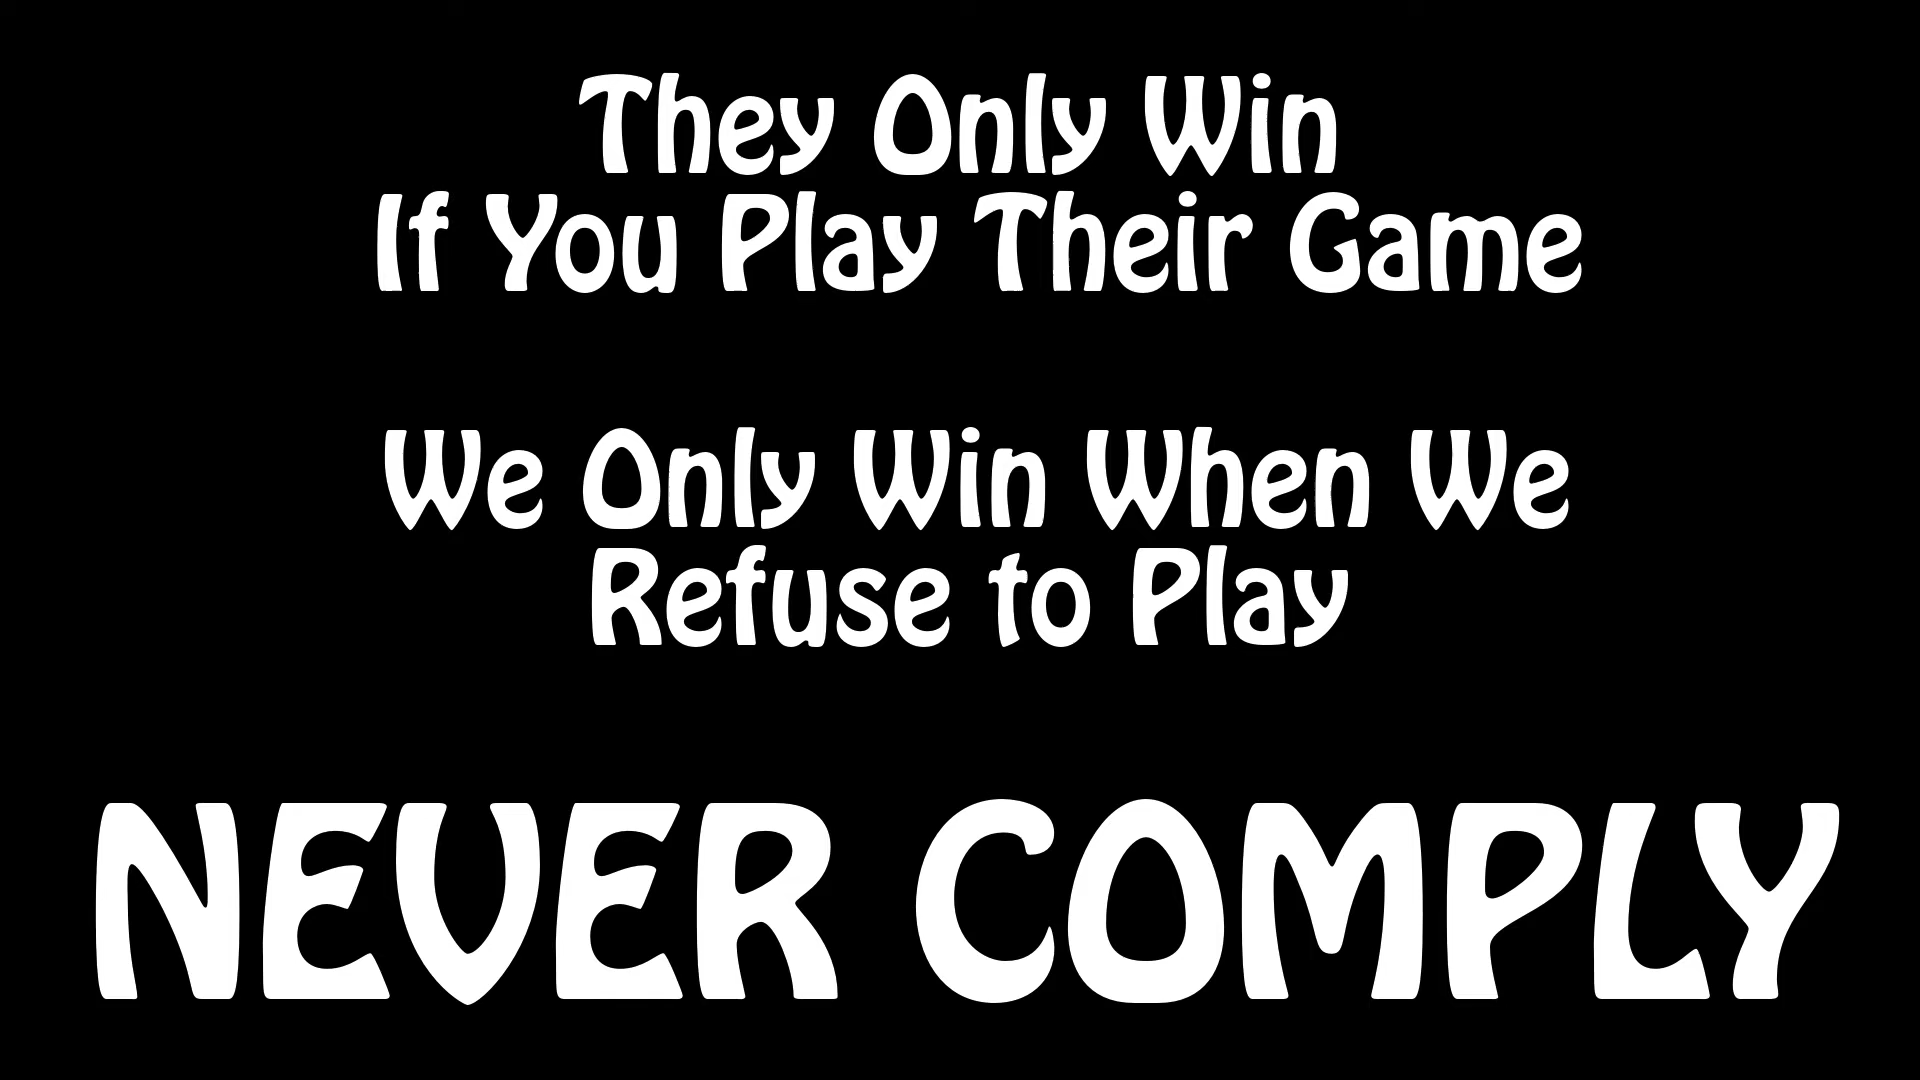 They Only Win
If You Play Their Game
We Only Win When We
Refuse to Play
NEVER COMPLY